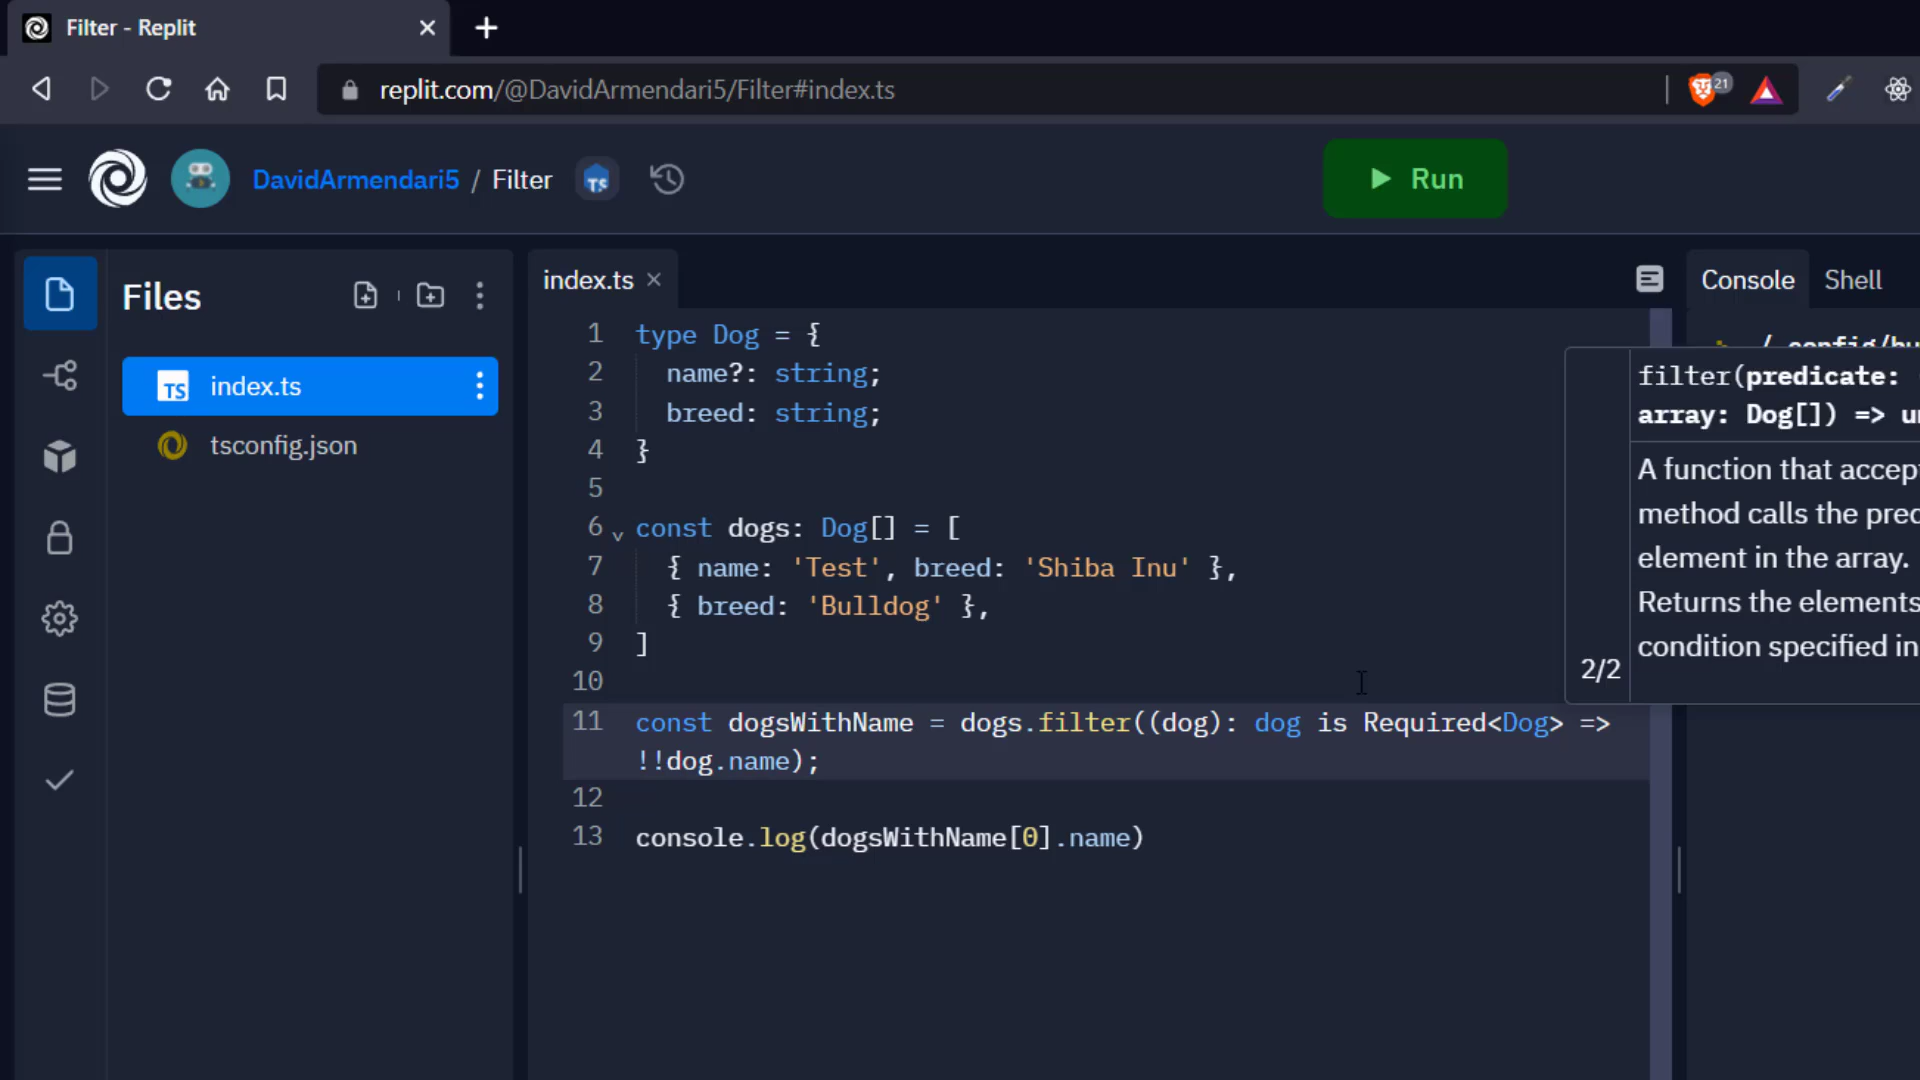 Filter - Replit
replit.com/@DavidArmendari5/Filter#index.ts
21
DavidArmendari5 / Filter
TS
Run
Files
index.ts
Console
Shell
TS index.ts
tsconfig.json
1 type Dog = {
2 name?: string;
3 breed: string;
4 }
5
6 const dogs: Dog[] = [
7 { name: 'Test', breed: 'Shiba Inu' },
8 { breed: 'Bulldog' },
9 ]
10
11 const dogsWithName = dogs.filter((dog): dog is Required<Dog> =>
!!dog.name);
12
13 console.log(dogsWithName[0].name)
filter(predicate:
array: Dog[]) =>
A function that
method calls the
element in the array.
Returns the elements
condition specified in
2/2